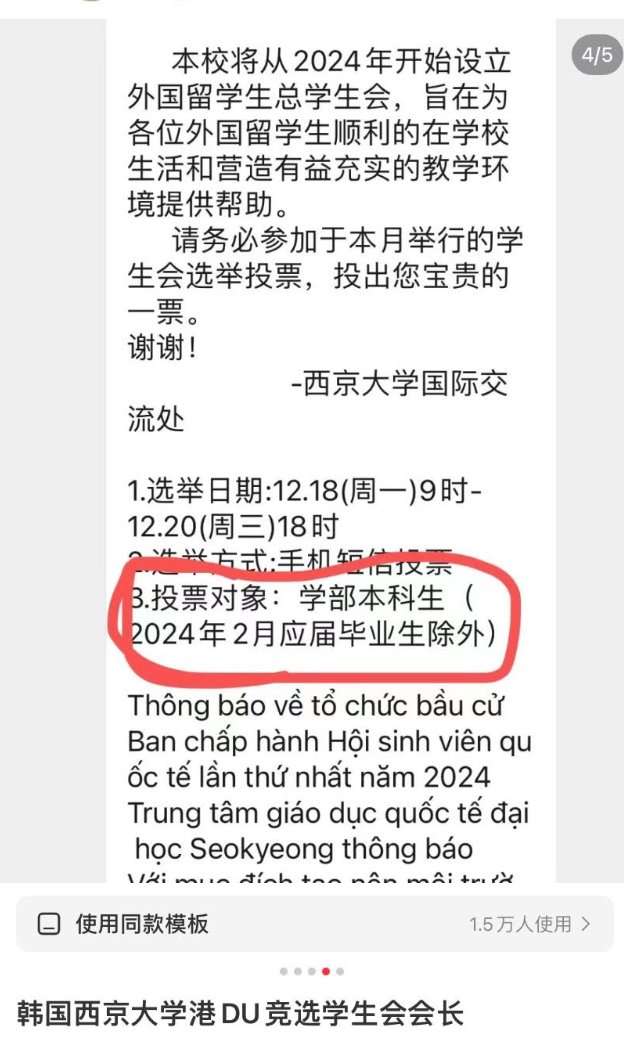 4/5
本校将从2024年开始设立
外国留学生总学生会，旨在为
各位外国留学生顺利的在学校
生活和营造有益充实的教学环
境提供帮助。
请务必参加于本月举行的学
生会选举投票，投出您宝贵的
一票。
谢谢！
-西京大学国际交
流处
1.选举日期:12.18(周一)9时-
12.20(周三)18时
2.选举方式:手机短信投票
3.投票对象：学部本科生（
2024年2月应届毕业生除外）
Thông báo về tổ chức bầu cử
Ban chấp hành Hội sinh viên qu
ốc tế lần thứ nhất năm 2024
Trung tâm giáo dục quốc tế đại
học Seokyeong thông báo
Với mục đích tạo nên môi trườ
使用同款模板
1.5万人使用
韩国西京大学港DU竞选学生会会长